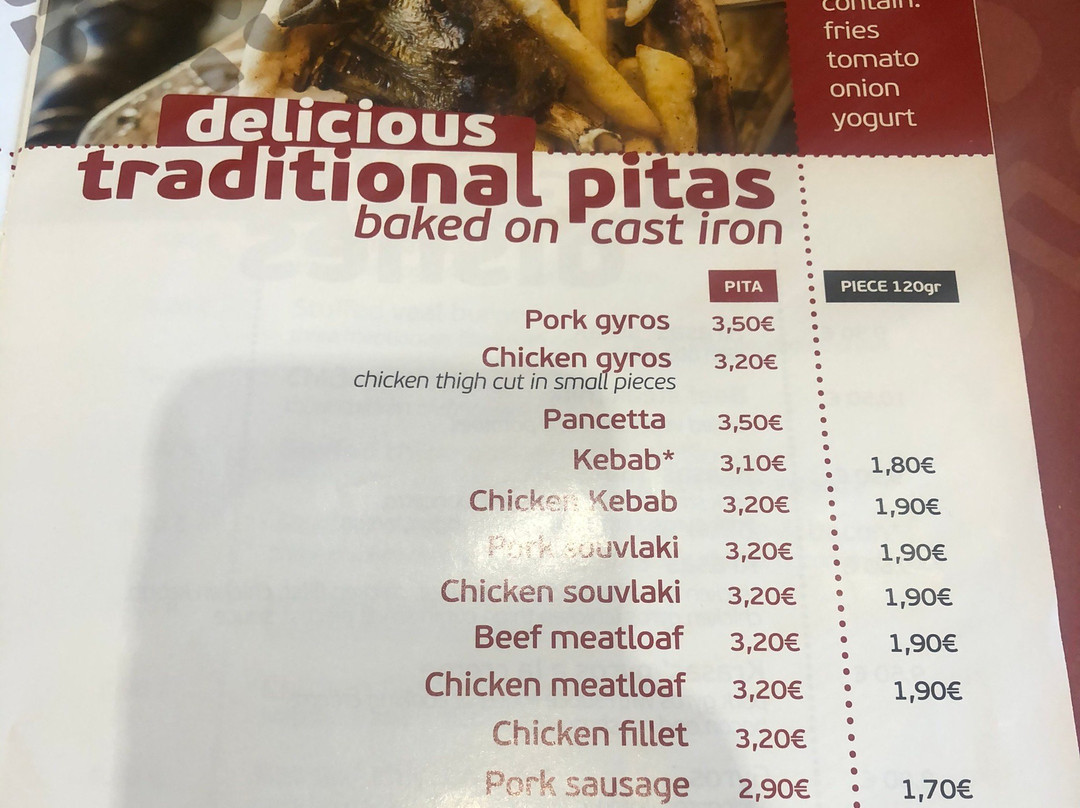 contain:
fries
tomato
onion
yogurt
delicious
traditional pitas
baked on cast iron
PITA PIECE 120gr
Pork gyros 3,50€
Chicken gyros 3,20€
chicken thigh cut in small pieces
Pancetta 3,50€
Kebab* 3,10€ 1,80€
Chicken Kebab 3,20€ 1,90€
Pork souvlaki 3,20€ 1,90€
Chicken souvlaki 3,20€ 1,90€
Beef meatloaf 3,20€ 1,90€
Chicken meatloaf 3,20€ 1,90€
Chicken fillet 3,20€
Pork sausage 2,90€ 1,70€